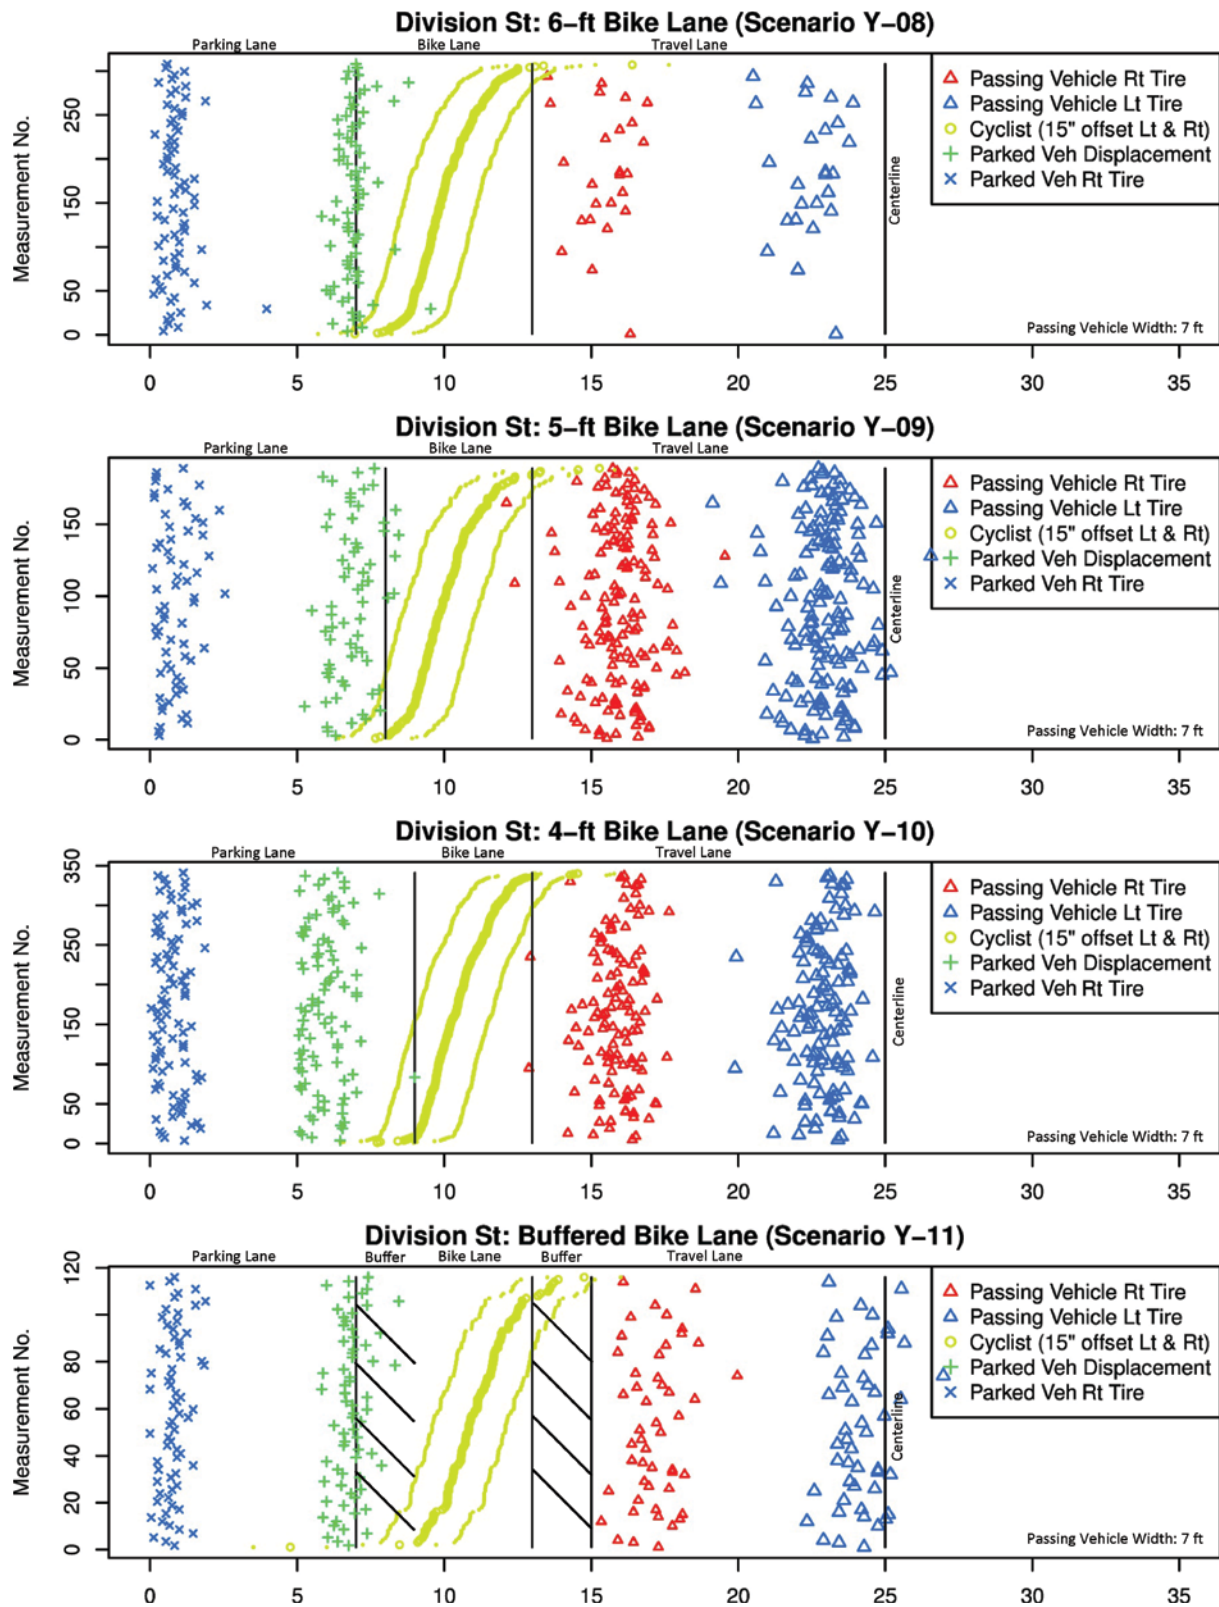 Division St: 6-ft Bike Lane (Scenario Y-08)
Parking Lane Bike Lane Travel Lane
Measurement No.
0 50 150 250
Passing Vehicle Rt Tire
Passing Vehicle Lt Tire
Cyclist (15" offset Lt & Rt)
Parked Veh Displacement
Parked Veh Rt Tire
Centerline
Passing Vehicle Width: 7 ft
0 5 10 15 20 25 30 35
Division St: 5-ft Bike Lane (Scenario Y-09)
Parking Lane Bike Lane Travel Lane
Measurement No.
0 50 100 150
Passing Vehicle Rt Tire
Passing Vehicle Lt Tire
Cyclist (15" offset Lt & Rt)
Parked Veh Displacement
Parked Veh Rt Tire
Centerline
Passing Vehicle Width: 7 ft
0 5 10 15 20 25 30 35
Division St: 4-ft Bike Lane (Scenario Y-10)
Parking Lane Bike Lane Travel Lane
Measurement No.
0 50 150 250 350
Passing Vehicle Rt Tire
Passing Vehicle Lt Tire
Cyclist (15" offset Lt & Rt)
Parked Veh Displacement
Parked Veh Rt Tire
Centerline
Passing Vehicle Width: 7 ft
0 5 10 15 20 25 30 35
Division St: Buffered Bike Lane (Scenario Y-11)
Parking Lane Buffer Bike Lane Buffer Travel Lane
Measurement No.
0 20 40 60 80 120
Passing Vehicle Rt Tire
Passing Vehicle Lt Tire
Cyclist (15" offset Lt & Rt)
Parked Veh Displacement
Parked Veh Rt Tire
Centerline
Passing Vehicle Width: 7 ft
0 5 10 15 20 25 30 35